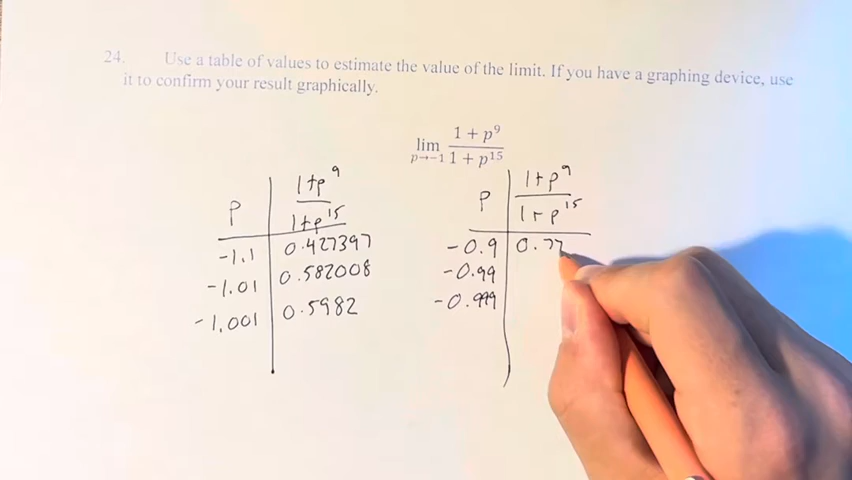 24. Use a table of values to estimate the value of the limit. If you have a graphing device, use
it to confirm your result graphically.
lim p→−1 (1 + p⁹)/(1 + p¹⁵)
p | (1+p⁹)/(1+p¹⁵)
-1.1 | 0.427397
-1.01 | 0.582008
-1.001 | 0.5982
p | (1+p⁹)/(1+p¹⁵)
-0.9 | 0.77
-0.99
-0.999